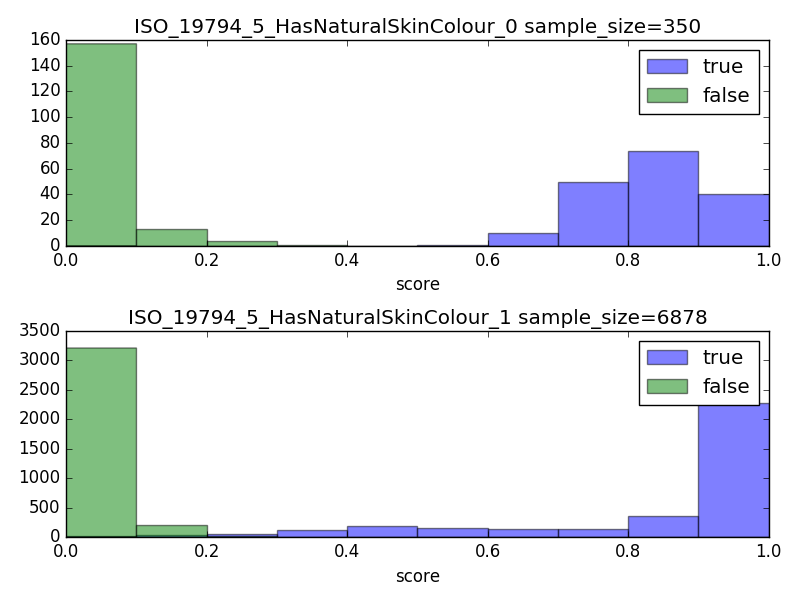 ISO_19794_5_HasNaturalSkinColour_0 sample_size=350
160
140
120
100
80
60
40
20
0
true
false
0.0 0.2 0.4 0.6 0.8 1.0
score
ISO_19794_5_HasNaturalSkinColour_1 sample_size=6878
3500
3000
2500
2000
1500
1000
500
0
true
false
0.0 0.2 0.4 0.6 0.8 1.0
score